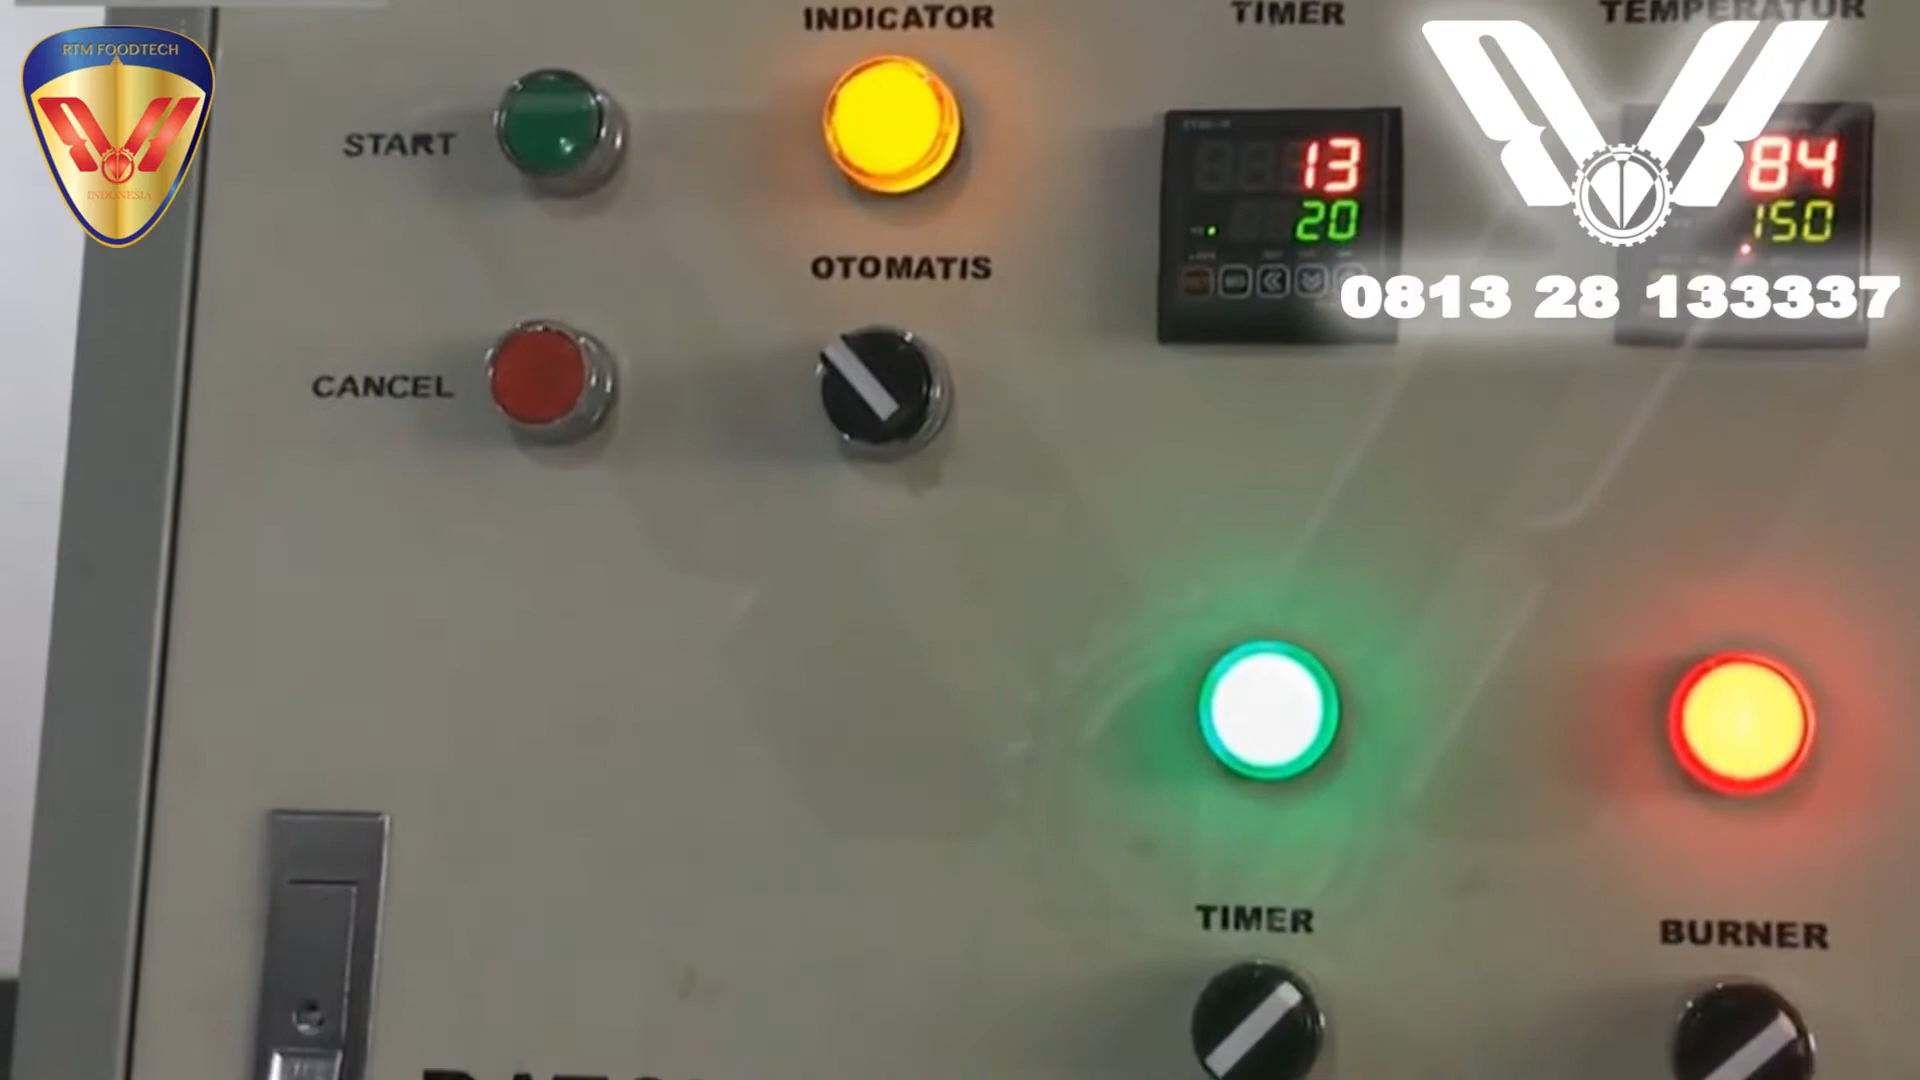 RTM FOODTECH
INDONESIA
INDICATOR
TIMER
TEMPERATUR
START
13
20
84
150
OTOMATIS
0813 28 133337
CANCEL
TIMER
BURNER